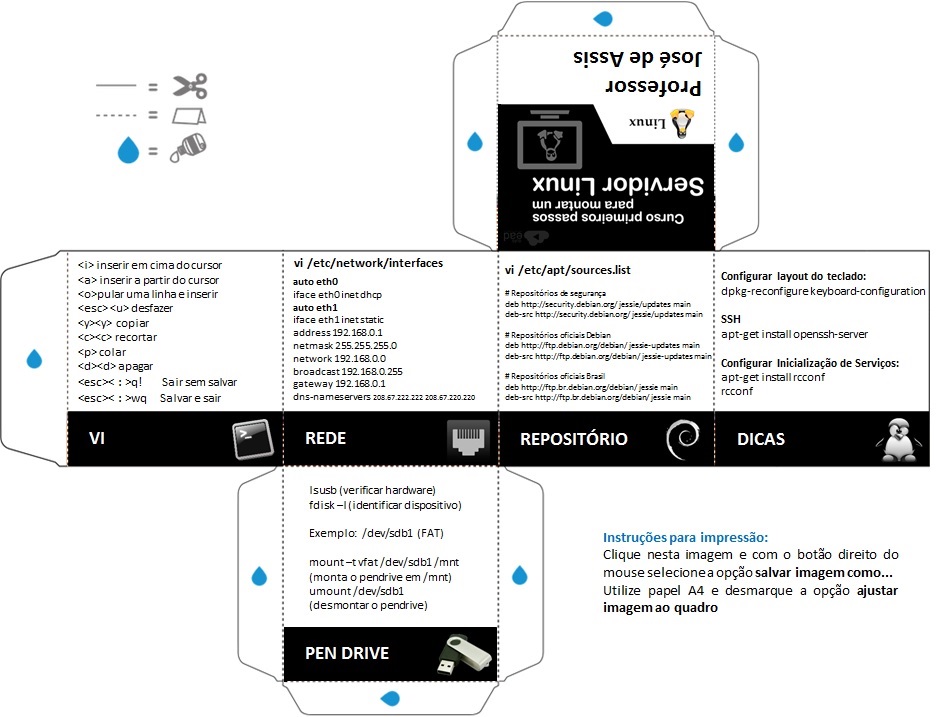 =
=
=
José de Assis
Professor
Linux
Servidor Linux
para montar um
Curso primeiros passos
ead
<i> inserir em cima do cursor
<a> inserir a partir do cursor
<o>pular uma linha e inserir
<esc><u> desfazer
<y><y> copiar
<c><c> recortar
<p> colar
<d><d> apagar
<esc>< : >q! Sair sem salvar
<esc>< : >wq Salvar e sair
VI
vi /etc/network/interfaces
auto eth0
iface eth0 inet dhcp
auto eth1
iface eth1 inet static
address 192.168.0.1
netmask 255.255.255.0
network 192.168.0.0
broadcast 192.168.0.255
gateway 192.168.0.1
dns-nameservers 208.67.222.222 208.67.220.220
REDE
vi /etc/apt/sources.list
# Repositórios de segurança
deb http://security.debian.org/ jessie/updates main
deb-src http://security.debian.org/ jessie/updates main
# Repositórios oficiais Debian
deb http://ftp.debian.org/debian/ jessie-updates main
deb-src http://ftp.debian.org/debian/ jessie-updates main
# Repositórios oficiais Brasil
deb http://ftp.br.debian.org/debian/ jessie main
deb-src http://ftp.br.debian.org/debian/ jessie main
REPOSITÓRIO
Configurar layout do teclado:
dpkg-reconfigure keyboard-configuration
SSH
apt-get install openssh-server
Configurar Inicialização de Serviços:
apt-get install rcconf
rcconf
DICAS
lsusb (verificar hardware)
fdisk –l (identificar dispositivo)
Exemplo: /dev/sdb1 (FAT)
mount –t vfat /dev/sdb1 /mnt
(monta o pendrive em /mnt)
umount /dev/sdb1
(desmontar o pendrive)
PEN DRIVE
Instruções para impressão:
Clique nesta imagem e com o botão direito do
mouse selecione a opção salvar imagem como...
Utilize papel A4 e desmarque a opção ajustar
imagem ao quadro